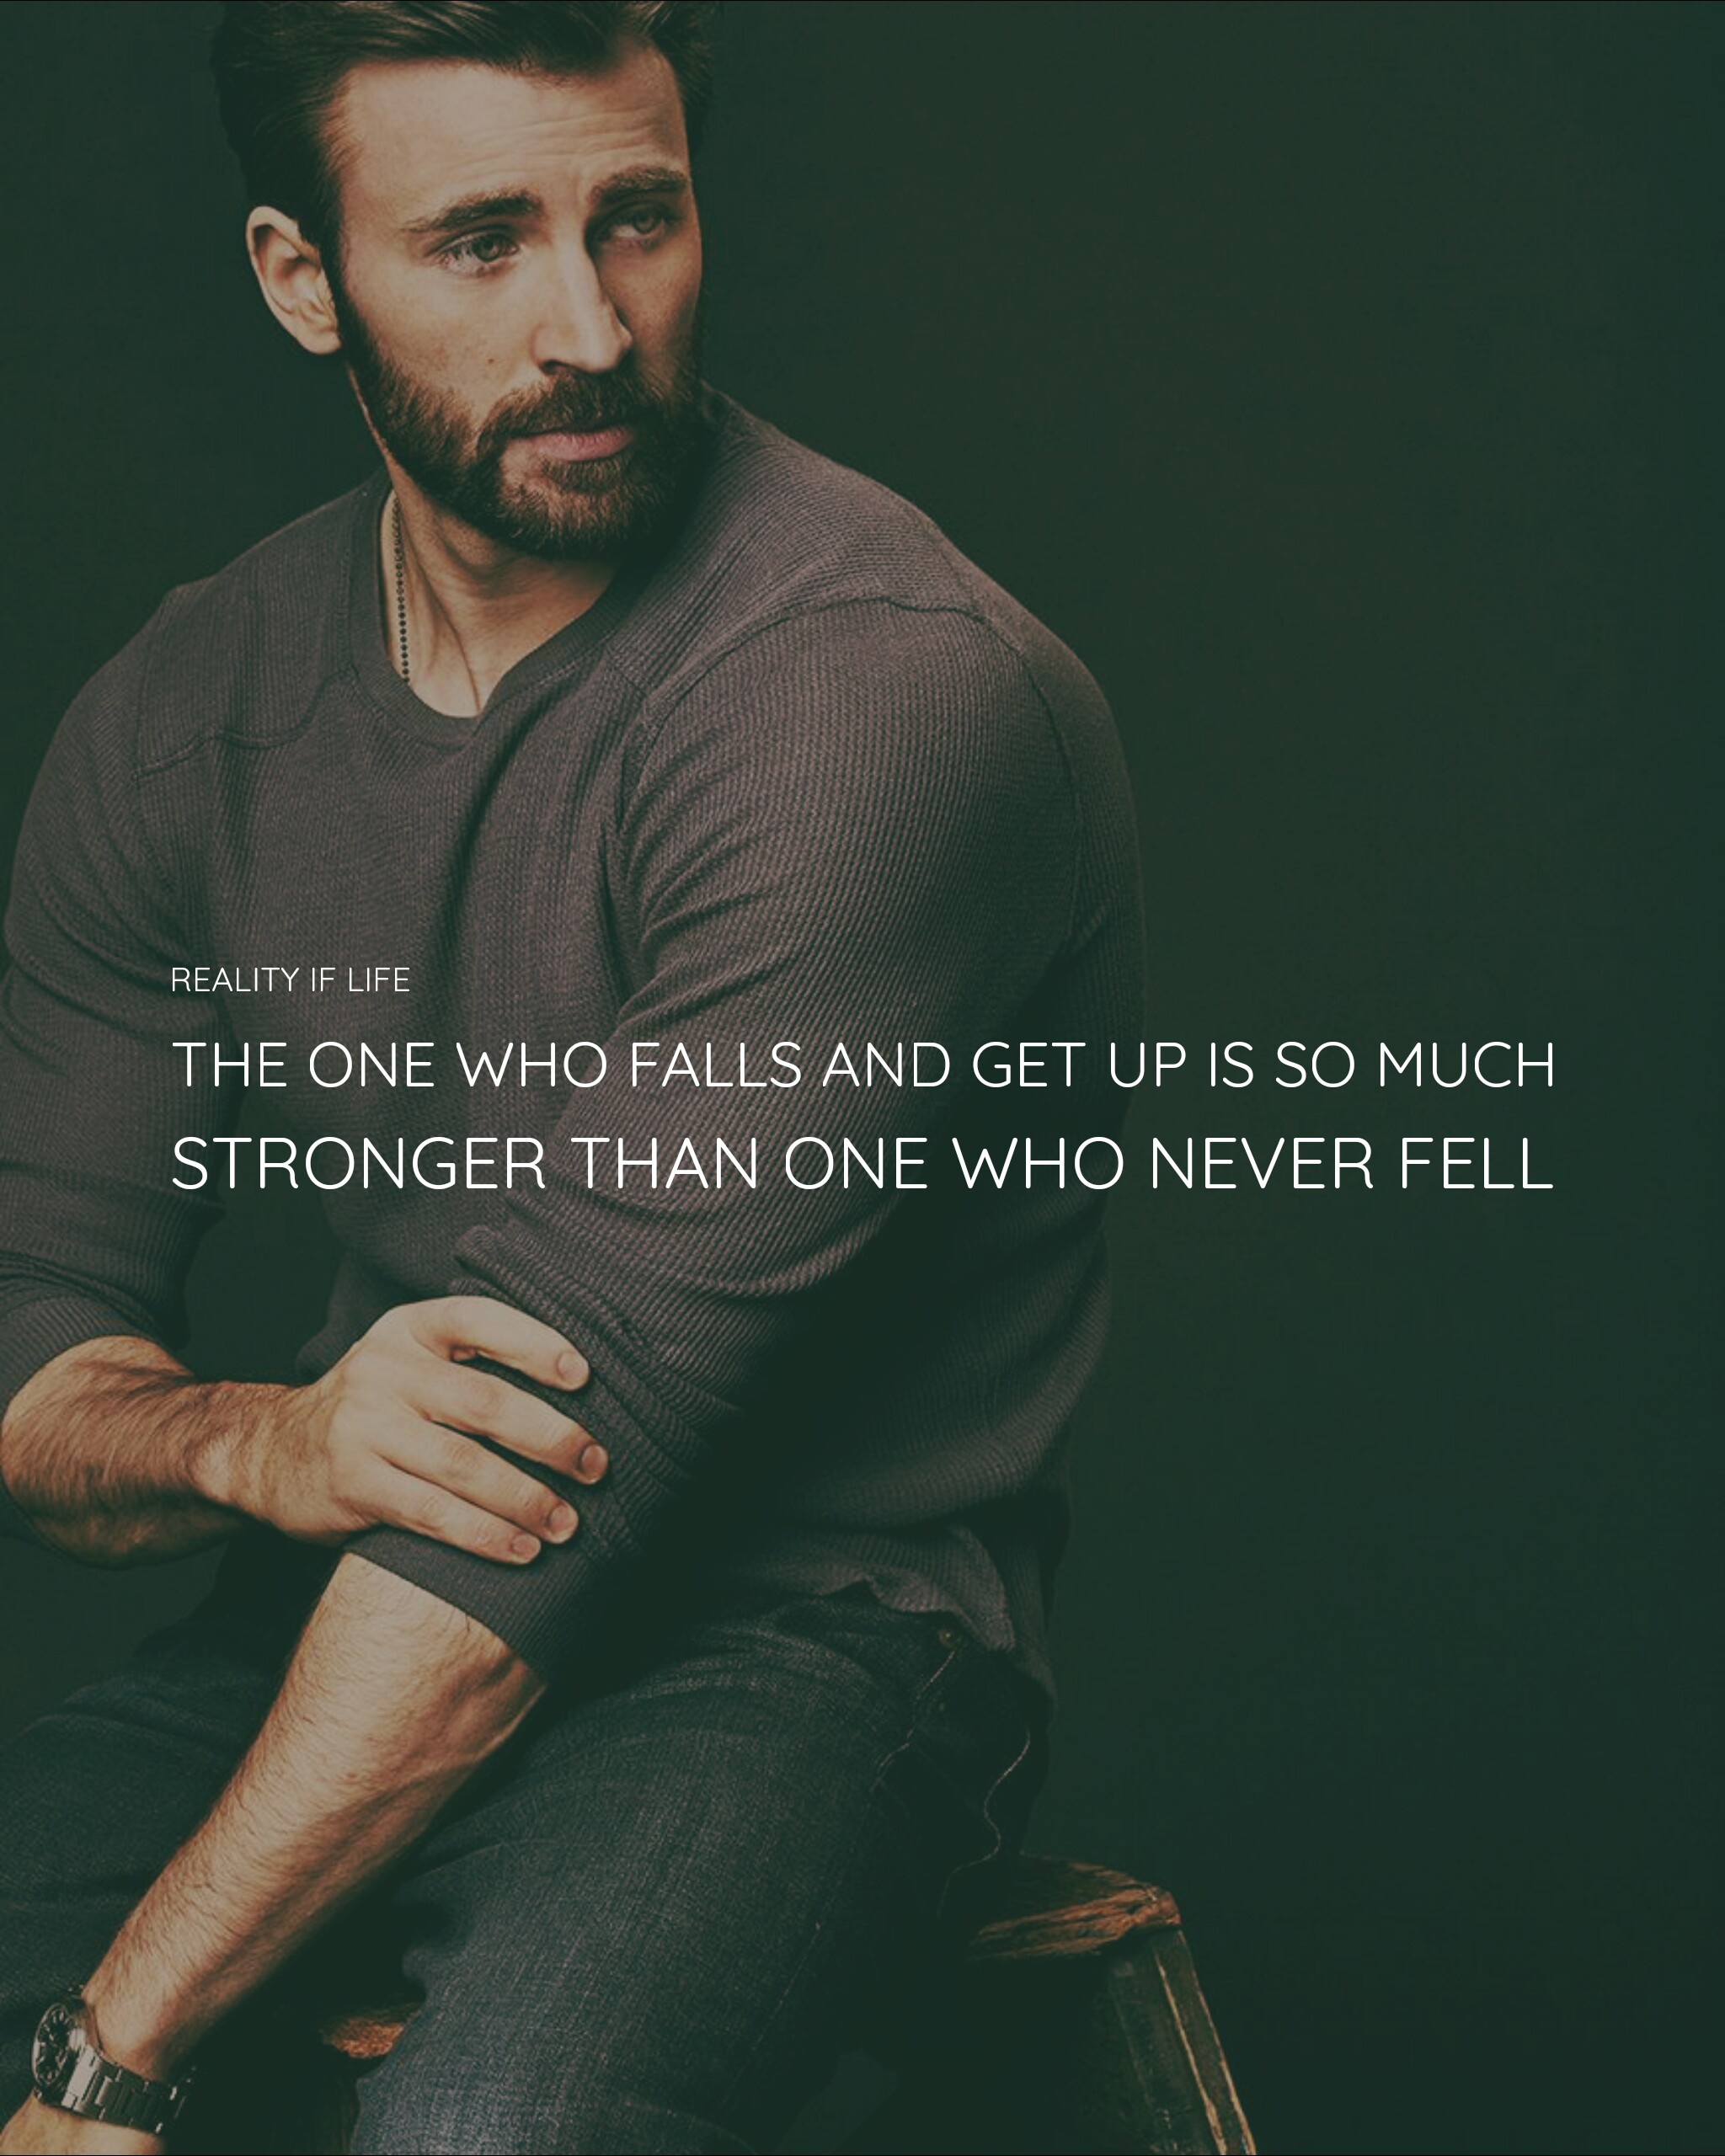 REALITY IF LIFE
THE ONE WHO FALLS AND GET UP IS SO MUCH
STRONGER THAN ONE WHO NEVER FELL